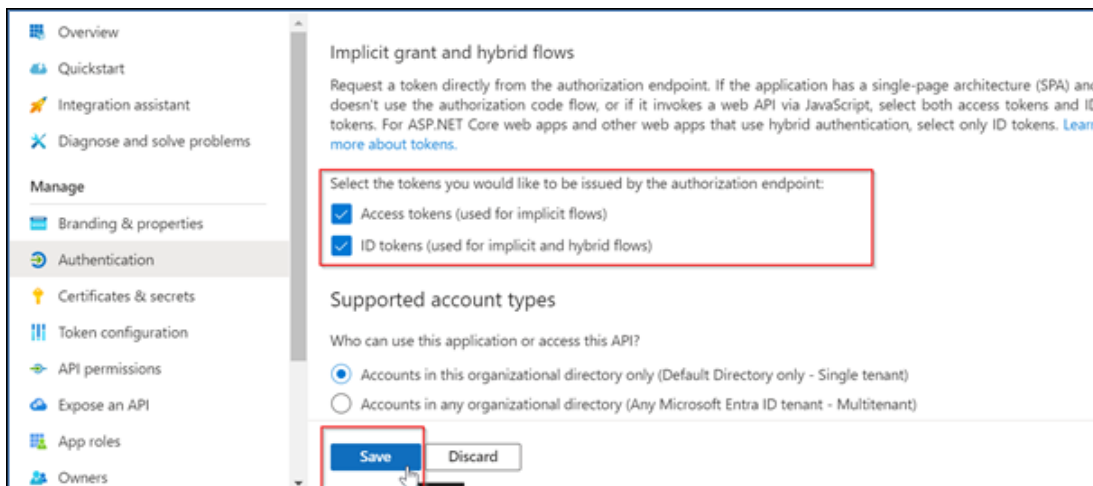 Overview
Quickstart
Integration assistant
Diagnose and solve problems
Manage
Branding & properties
Authentication
Certificates & secrets
Token configuration
API permissions
Expose an API
App roles
Owners
Implicit grant and hybrid flows
Request a token directly from the authorization endpoint. If the application has a single-page architecture (SPA) and
doesn't use the authorization code flow, or if it invokes a web API via JavaScript, select both access tokens and ID
tokens. For ASP.NET Core web apps and other web apps that use hybrid authentication, select only ID tokens. Learn
more about tokens.
Select the tokens you would like to be issued by the authorization endpoint:
Access tokens (used for implicit flows)
ID tokens (used for implicit and hybrid flows)
Supported account types
Who can use this application or access this API?
Accounts in this organizational directory only (Default Directory only - Single tenant)
Accounts in any organizational directory (Any Microsoft Entra ID tenant - Multitenant)
Save Discard